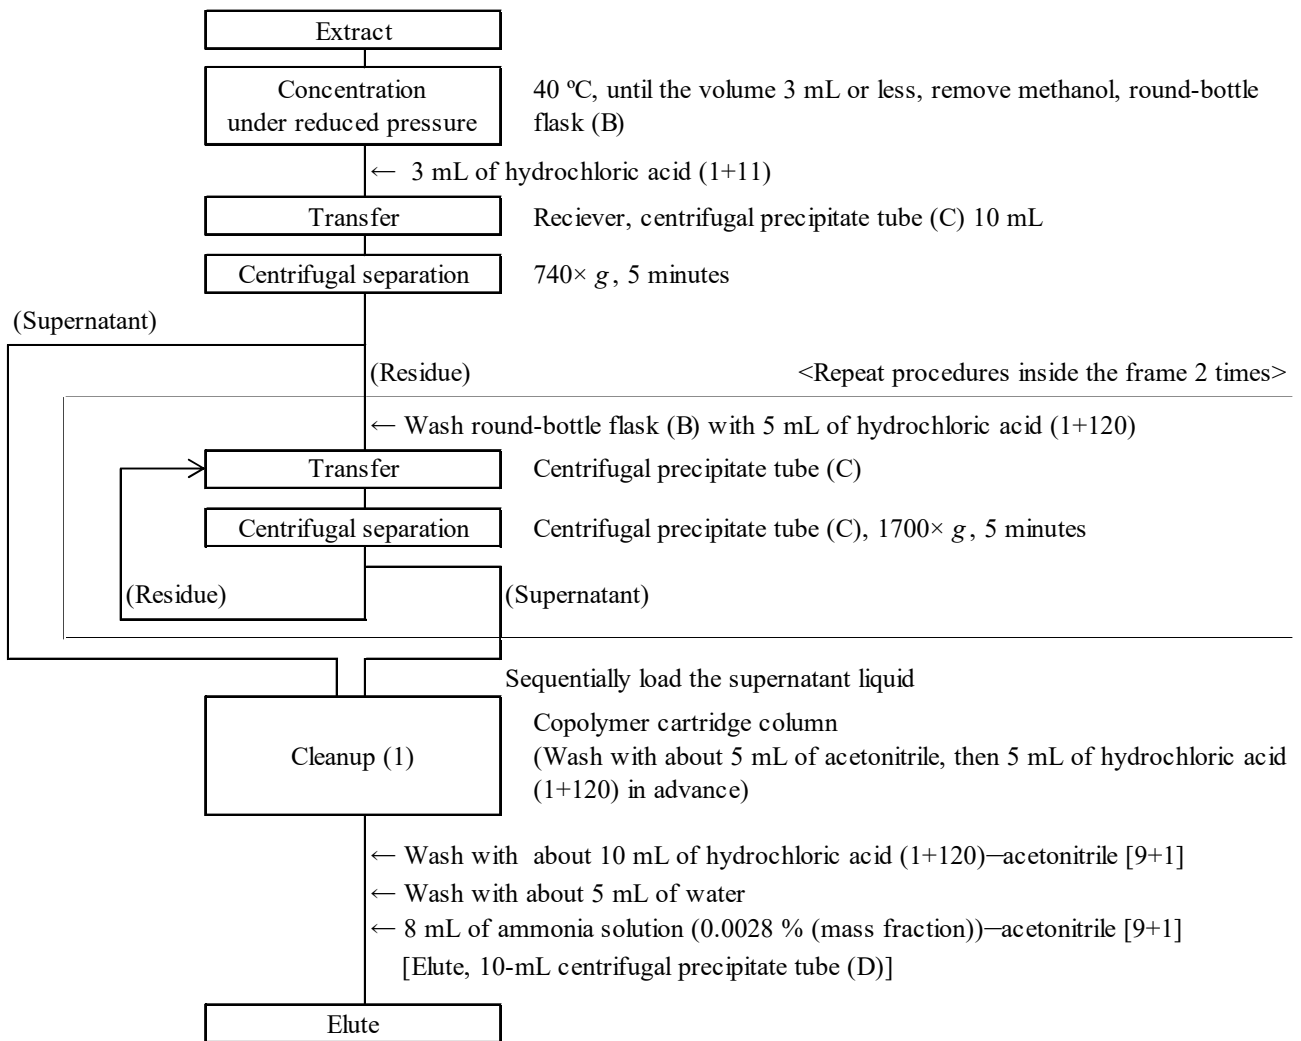 Extract
Concentration
under reduced pressure
40 ºC, until the volume 3 mL or less, remove methanol, round-bottle
flask (B)
← 3 mL of hydrochloric acid (1+11)
Transfer
Reciever, centrifugal precipitate tube (C) 10 mL
Centrifugal separation
740× g, 5 minutes
(Supernatant)
(Residue)
<Repeat procedures inside the frame 2 times>
← Wash round-bottle flask (B) with 5 mL of hydrochloric acid (1+120)
Transfer
Centrifugal precipitate tube (C)
Centrifugal separation
Centrifugal precipitate tube (C), 1700× g, 5 minutes
(Residue)
(Supernatant)
Sequentially load the supernatant liquid
Cleanup (1)
Copolymer cartridge column
(Wash with about 5 mL of acetonitrile, then 5 mL of hydrochloric acid
(1+120) in advance)
← Wash with about 10 mL of hydrochloric acid (1+120)─acetonitrile [9+1]
← Wash with about 5 mL of water
← 8 mL of ammonia solution (0.0028 % (mass fraction))─acetonitrile [9+1]
[Elute, 10-mL centrifugal precipitate tube (D)]
Elute